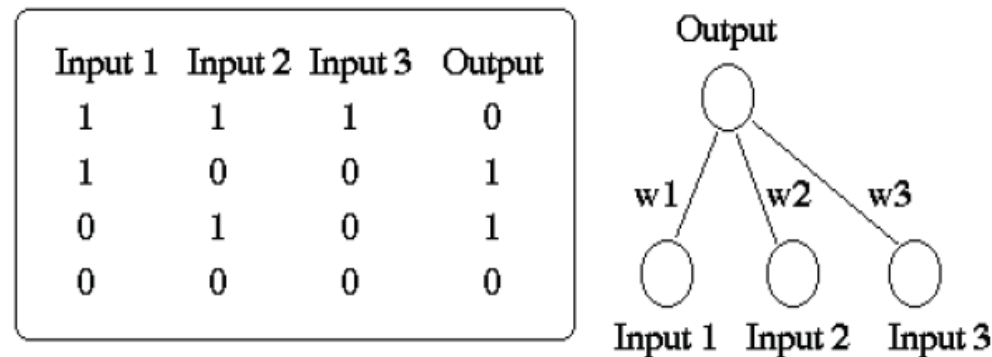 Input 1 Input 2 Input 3 Output
1 1 1 0
1 0 0 1
0 1 0 1
0 0 0 0
Output
w1 w2 w3
Input 1 Input 2 Input 3